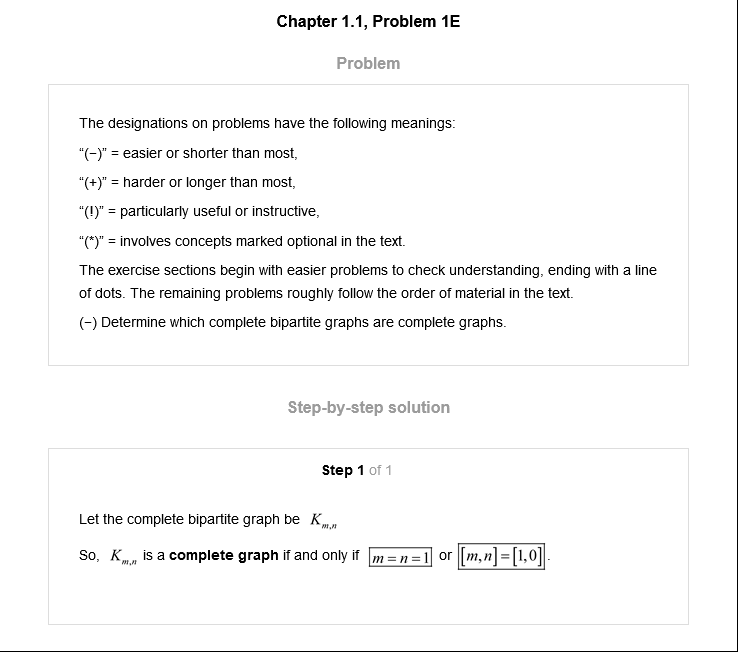 Chapter 1.1, Problem 1E
Problem
The designations on problems have the following meanings:
“(−)” = easier or shorter than most,
“(+)” = harder or longer than most,
“(!)” = particularly useful or instructive,
“(*)” = involves concepts marked optional in the text.
The exercise sections begin with easier problems to check understanding, ending with a line
of dots. The remaining problems roughly follow the order of material in the text.
(−) Determine which complete bipartite graphs are complete graphs.
Step-by-step solution
Step 1 of 1
Let the complete bipartite graph be K_{m,n}
So, K_{m,n} is a complete graph if and only if m=n=1 or [m,n]=[1,0].